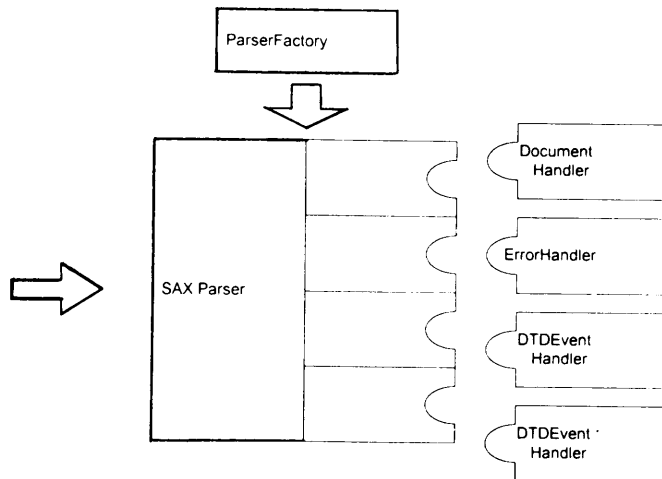 ParserFactory
Document
Handler
SAX Parser
ErrorHandler
DTDEvent
Handler
DTDEvent
Handler